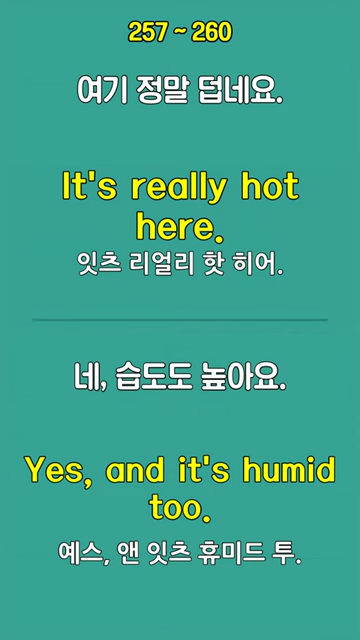 257 ~ 260
여기 정말 덥네요.
It's really hot
here.
잇츠 리얼리 핫 히어.
네, 습도도 높아요.
Yes, and it's humid
too.
예스, 앤 잇츠 휴미드 투.